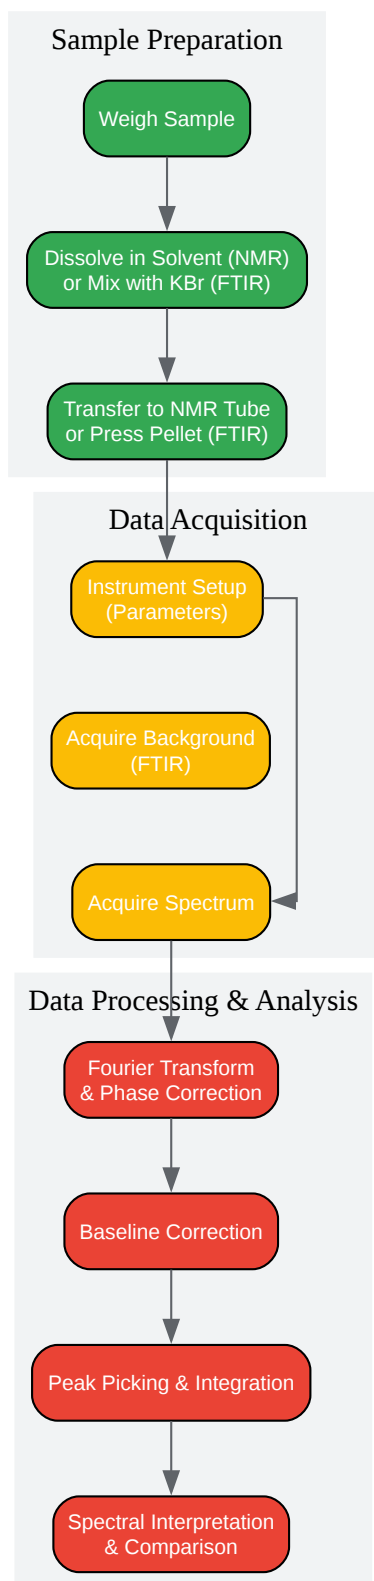 Sample Preparation
Weigh Sample
Dissolve in Solvent (NMR)
or Mix with KBr (FTIR)
Transfer to NMR Tube
or Press Pellet (FTIR)
Data Acquisition
Instrument Setup
(Parameters)
Acquire Background
(FTIR)
Acquire Spectrum
Data Processing & Analysis
Fourier Transform
& Phase Correction
Baseline Correction
Peak Picking & Integration
Spectral Interpretation
& Comparison